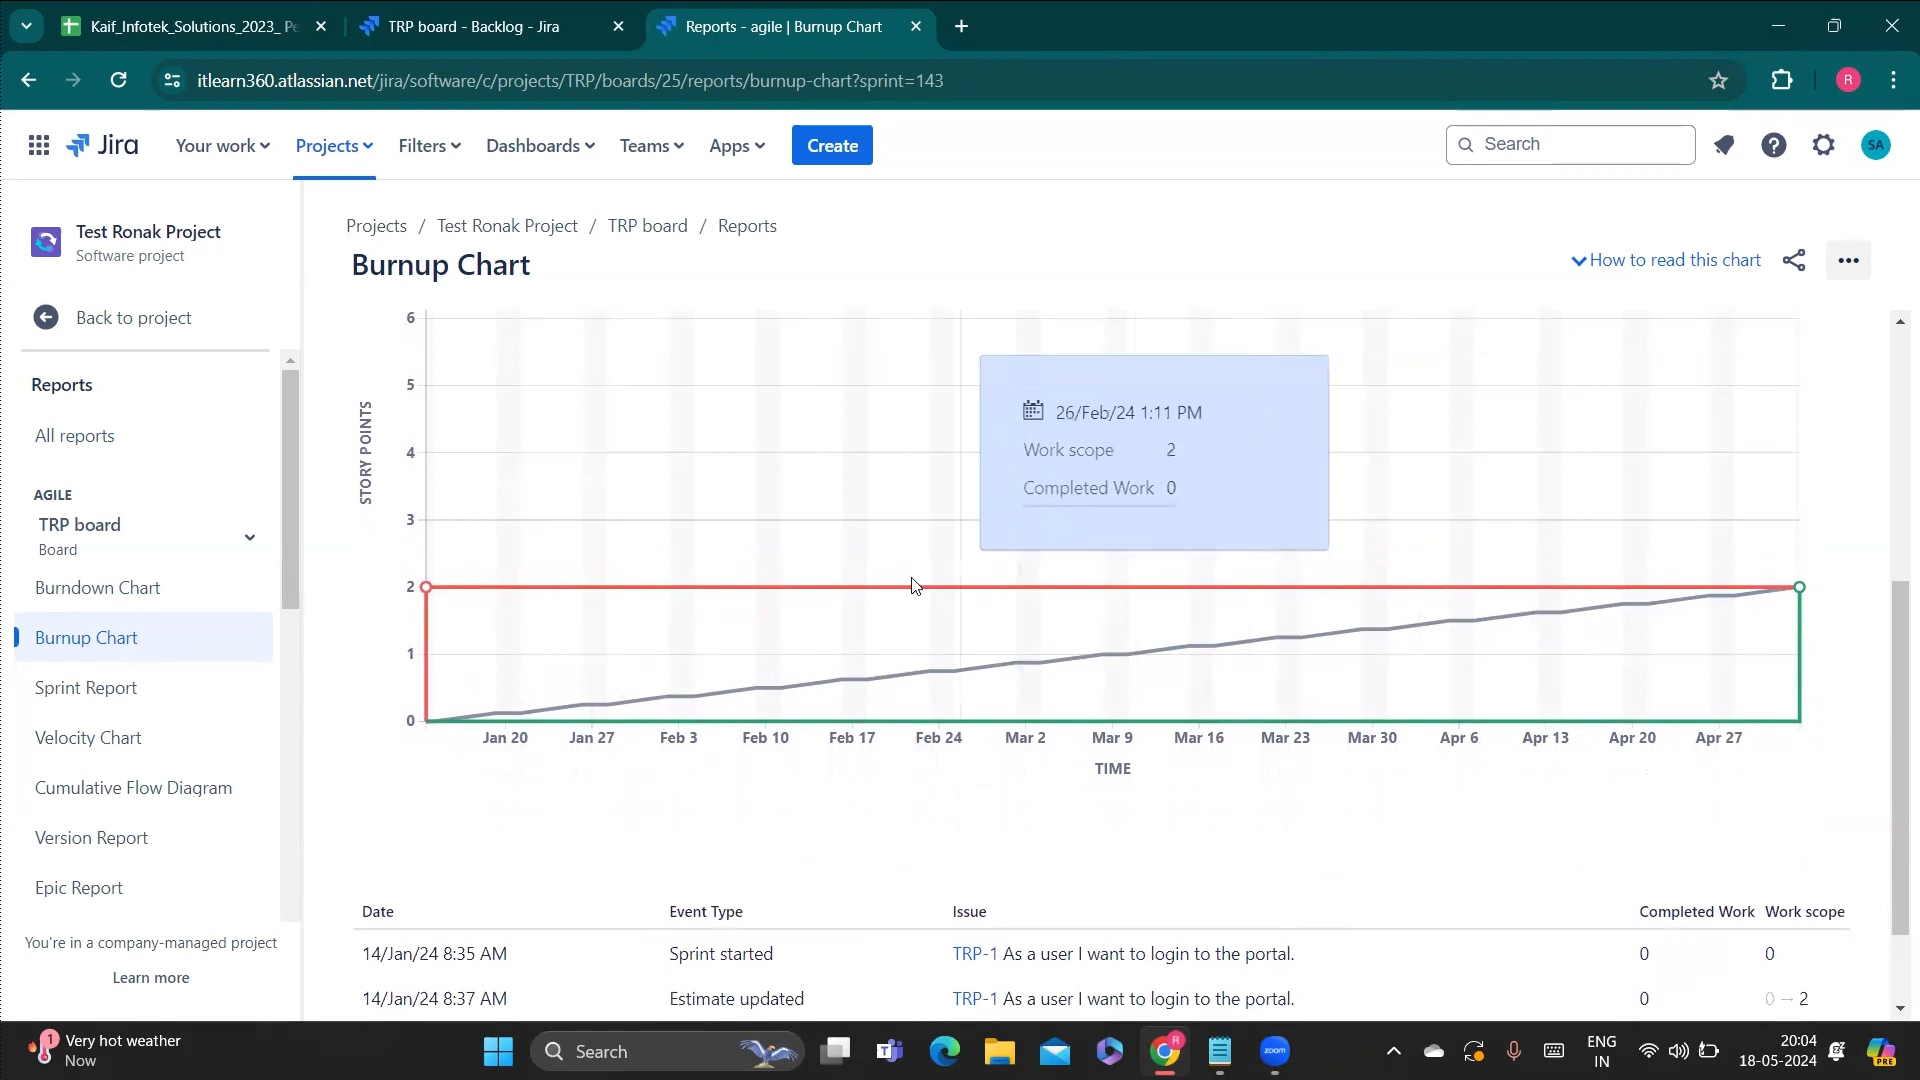 Kaif_Infotek_Solutions_2023_ Pe
TRP board - Backlog - Jira
Reports - agile | Burnup Chart
itlearn360.atlassian.net/jira/software/c/projects/TRP/boards/25/reports/burnup-chart?sprint=143
R
Jira
Your work
Projects
Filters
Dashboards
Teams
Apps
Create
Search
SA
Test Ronak Project
Software project
Back to project
Reports
All reports
AGILE
TRP board
Board
Burndown Chart
Burnup Chart
Sprint Report
Velocity Chart
Cumulative Flow Diagram
Version Report
Epic Report
You're in a company-managed project
Learn more
Projects / Test Ronak Project / TRP board / Reports
Burnup Chart
How to read this chart
STORY POINTS
6
5
4
3
2
1
0
26/Feb/24 1:11 PM
Work scope 2
Completed Work 0
Jan 20 Jan 27 Feb 3 Feb 10 Feb 17 Feb 24 Mar 2 Mar 9 Mar 16 Mar 23 Mar 30 Apr 6 Apr 13 Apr 20 Apr 27
TIME
Date Event Type Issue Completed Work Work scope
14/Jan/24 8:35 AM Sprint started TRP-1 As a user I want to login to the portal. 0 0
14/Jan/24 8:37 AM Estimate updated TRP-1 As a user I want to login to the portal. 0 0 → 2
1
Very hot weather
Now
Search
R
zoom
ENG
IN
20:04
18-05-2024
PRE